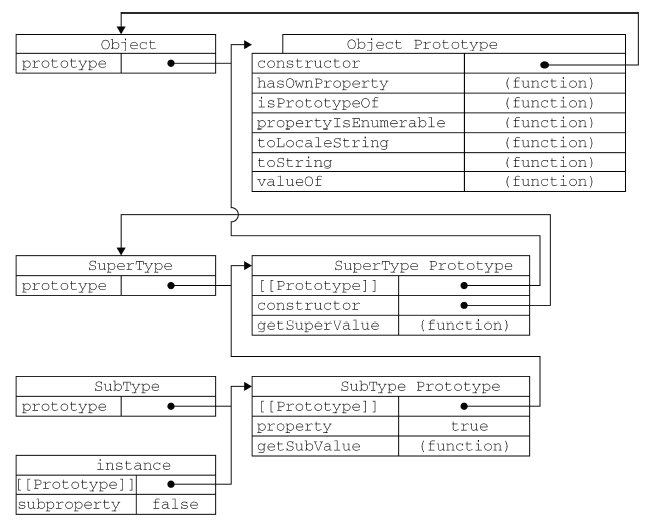 Object
prototype
Object Prototype
constructor
hasOwnProperty (function)
isPrototypeOf (function)
propertyIsEnumerable (function)
toLocaleString (function)
toString (function)
valueOf (function)
SuperType
prototype
SuperType Prototype
[[Prototype]]
constructor
getSuperValue (function)
SubType
prototype
SubType Prototype
[[Prototype]]
property true
getSubValue (function)
instance
[[Prototype]]
subproperty false